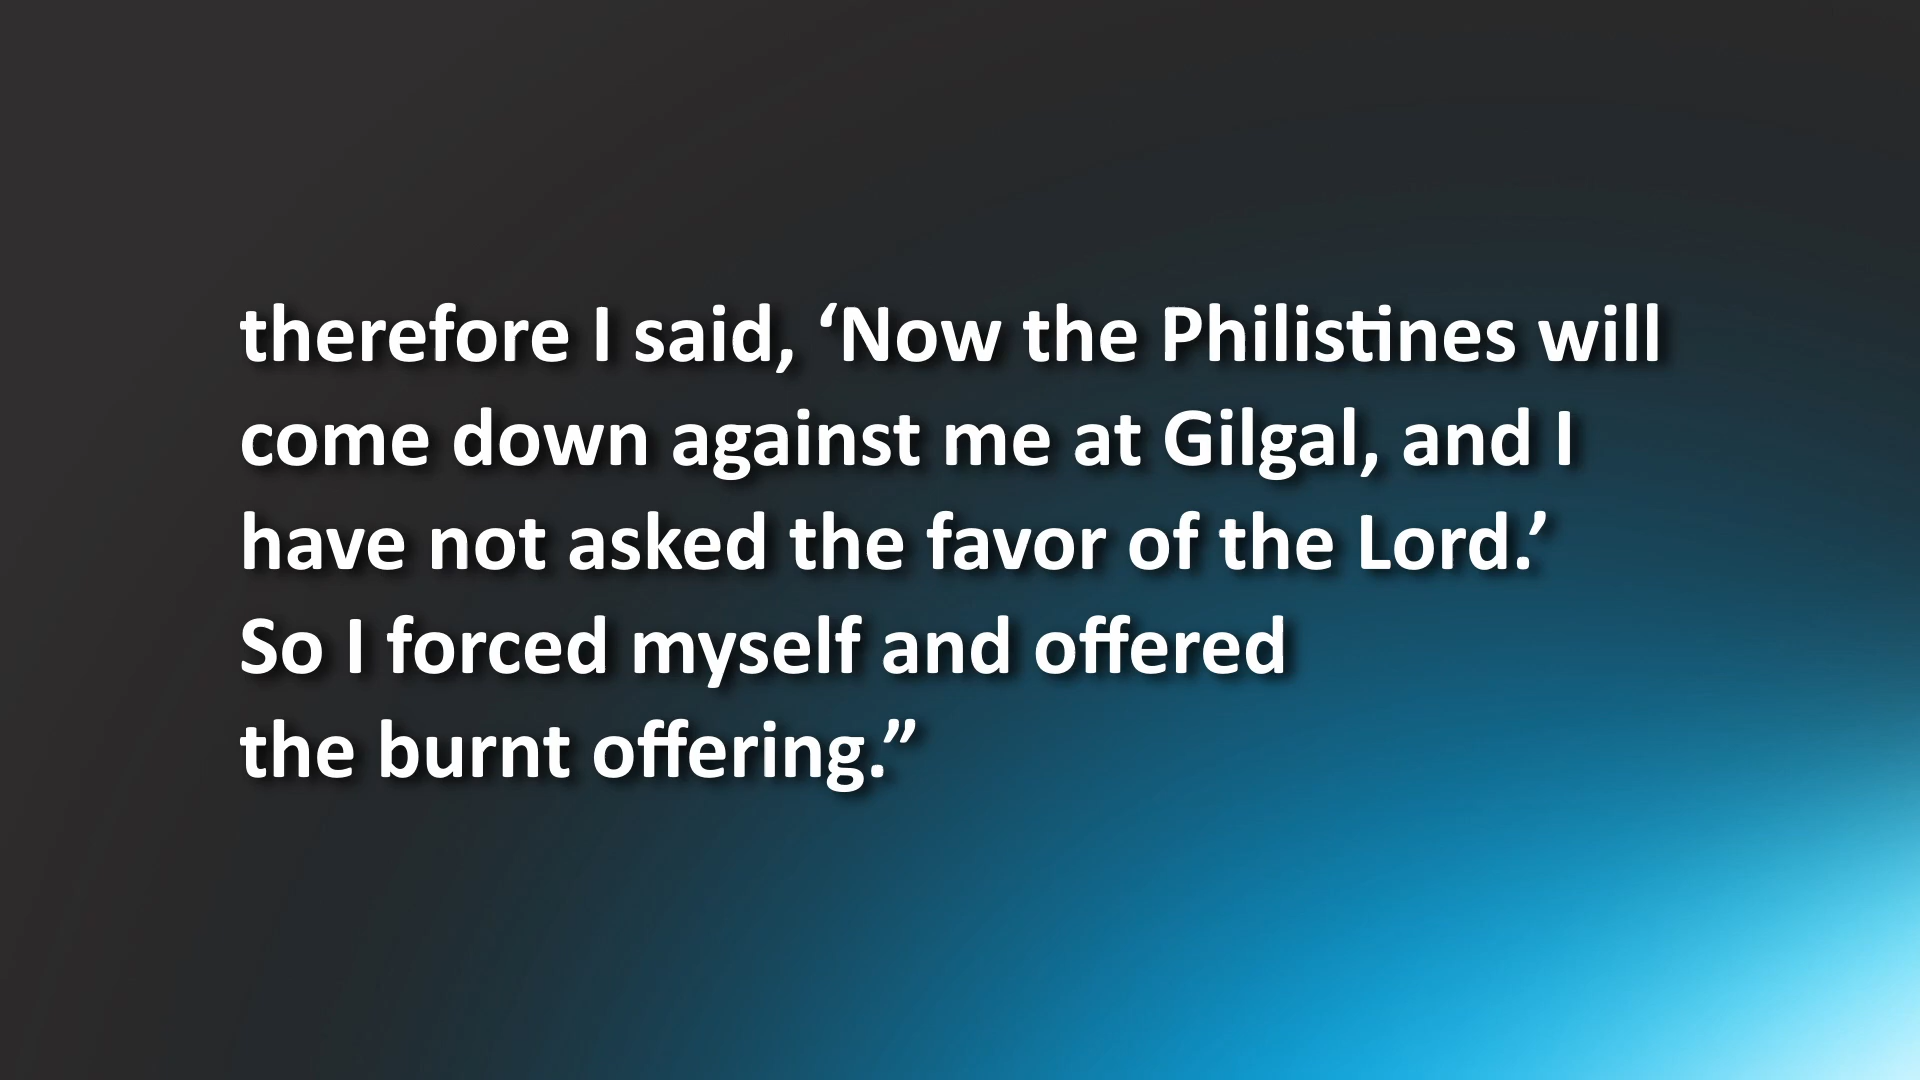 therefore I said, ‘Now the Philistines will
come down against me at Gilgal, and I
have not asked the favor of the Lord.’
So I forced myself and offered
the burnt offering.”